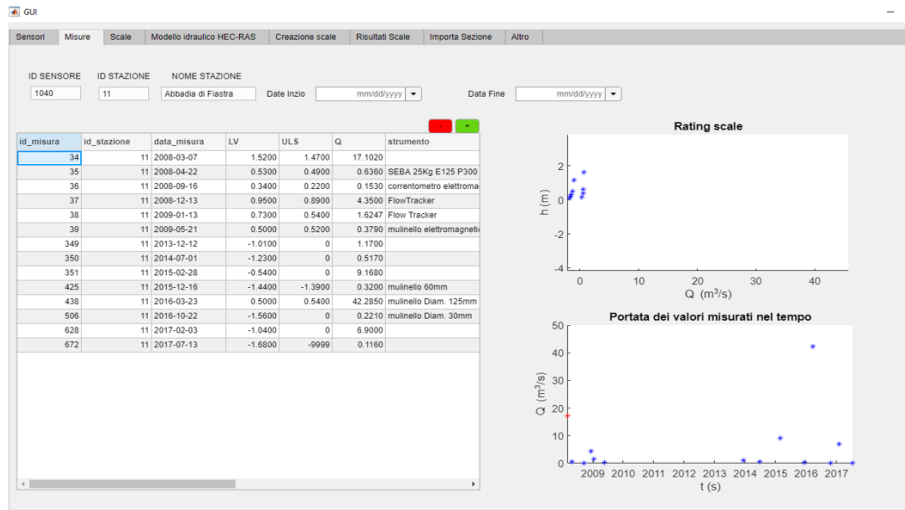 GUI
Sensori Misure Scale Modello idraulico HEC-RAS Creazione scale Risultati Scale Importa Sezione Altro
ID SENSORE ID STAZIONE NOME STAZIONE
1040 11 Abbadia di Fiastra Date Inzio mm/dd/yyyy Data Fine mm/dd/yyyy
- +
id_misura id_stazione data_misura LV ULS Q strumento
34 11 2008-03-07 1.5200 1.4700 17.1020
35 11 2008-04-22 0.5300 0.4900 0.6360 SEBA 25Kg E125 P300
36 11 2008-09-16 0.3400 0.2200 0.1530 correntometro elettroma
37 11 2008-12-13 0.9500 0.8900 4.3500 FlowTracker
38 11 2009-01-13 0.7300 0.5400 1.6247 Flow Tracker
39 11 2009-05-21 0.5000 0.5200 0.3790 mulinello elettromagneti
349 11 2013-12-12 -1.0100 0 1.1700
350 11 2014-07-01 -1.2300 0 0.5170
351 11 2015-02-28 -0.5400 0 9.1680
425 11 2015-12-16 -1.4400 -1.3900 0.3200 mulinello 60mm
438 11 2016-03-23 0.5000 0.5400 42.2850 mulinello Diam. 125mm
506 11 2016-10-22 -1.5600 0 0.2210 mulinello Diam. 30mm
628 11 2017-02-03 -1.0400 0 6.9000
672 11 2017-07-13 -1.6800 -9999 0.1160
Rating scale
2
0
-2
-4
h (m)
0 10 20 30 40
Q (m³/s)
Portata dei valori misurati nel tempo
50
40
30
20
10
0
Q (m³/s)
2009 2010 2011 2012 2013 2014 2015 2016 2017
t (s)